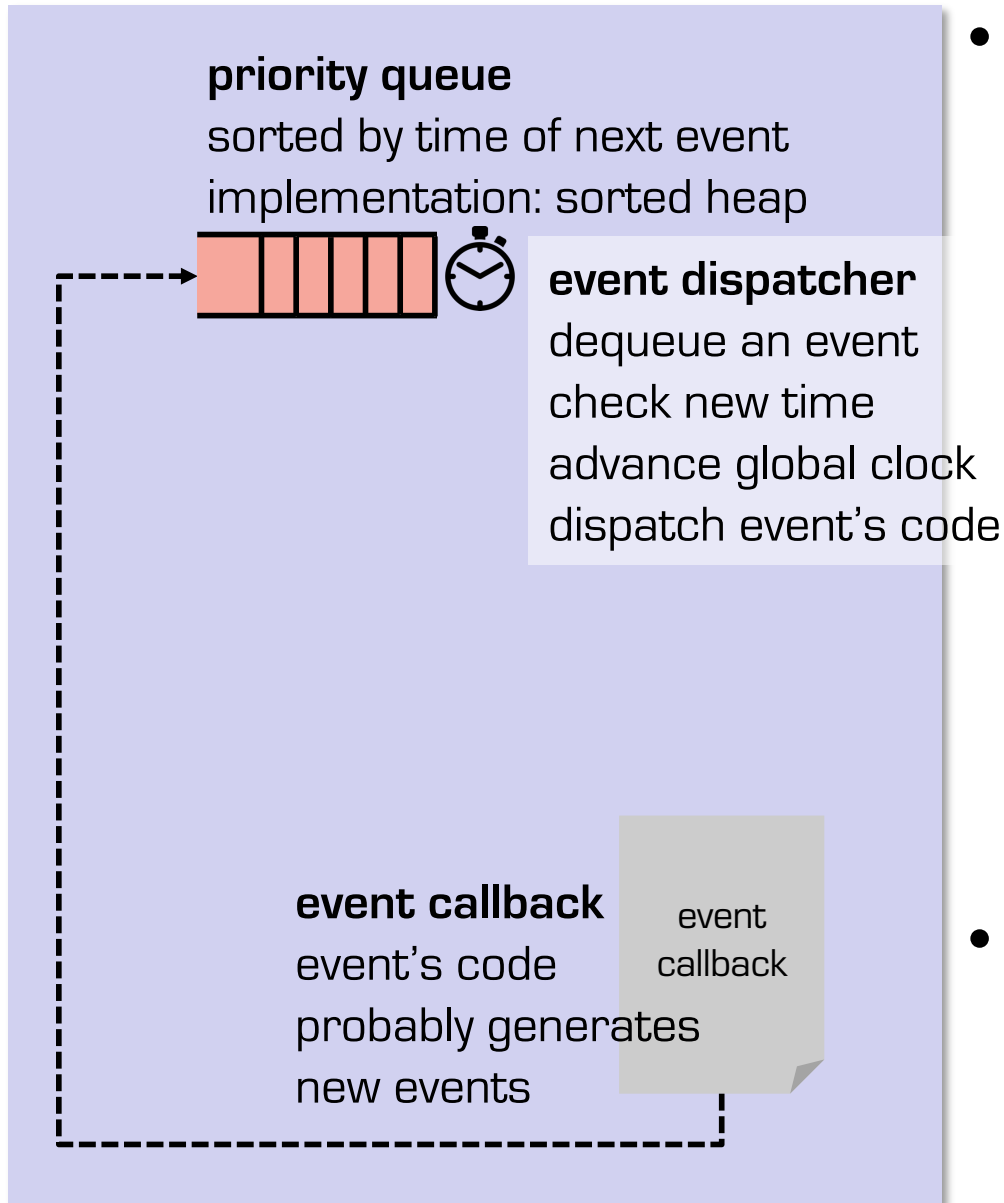 priority queue
sorted by time of next event
implementation: sorted heap
event dispatcher
dequeue an event
check new time
advance global clock
dispatch event’s code
event callback
event’s code
probably generates
new events
event
callback